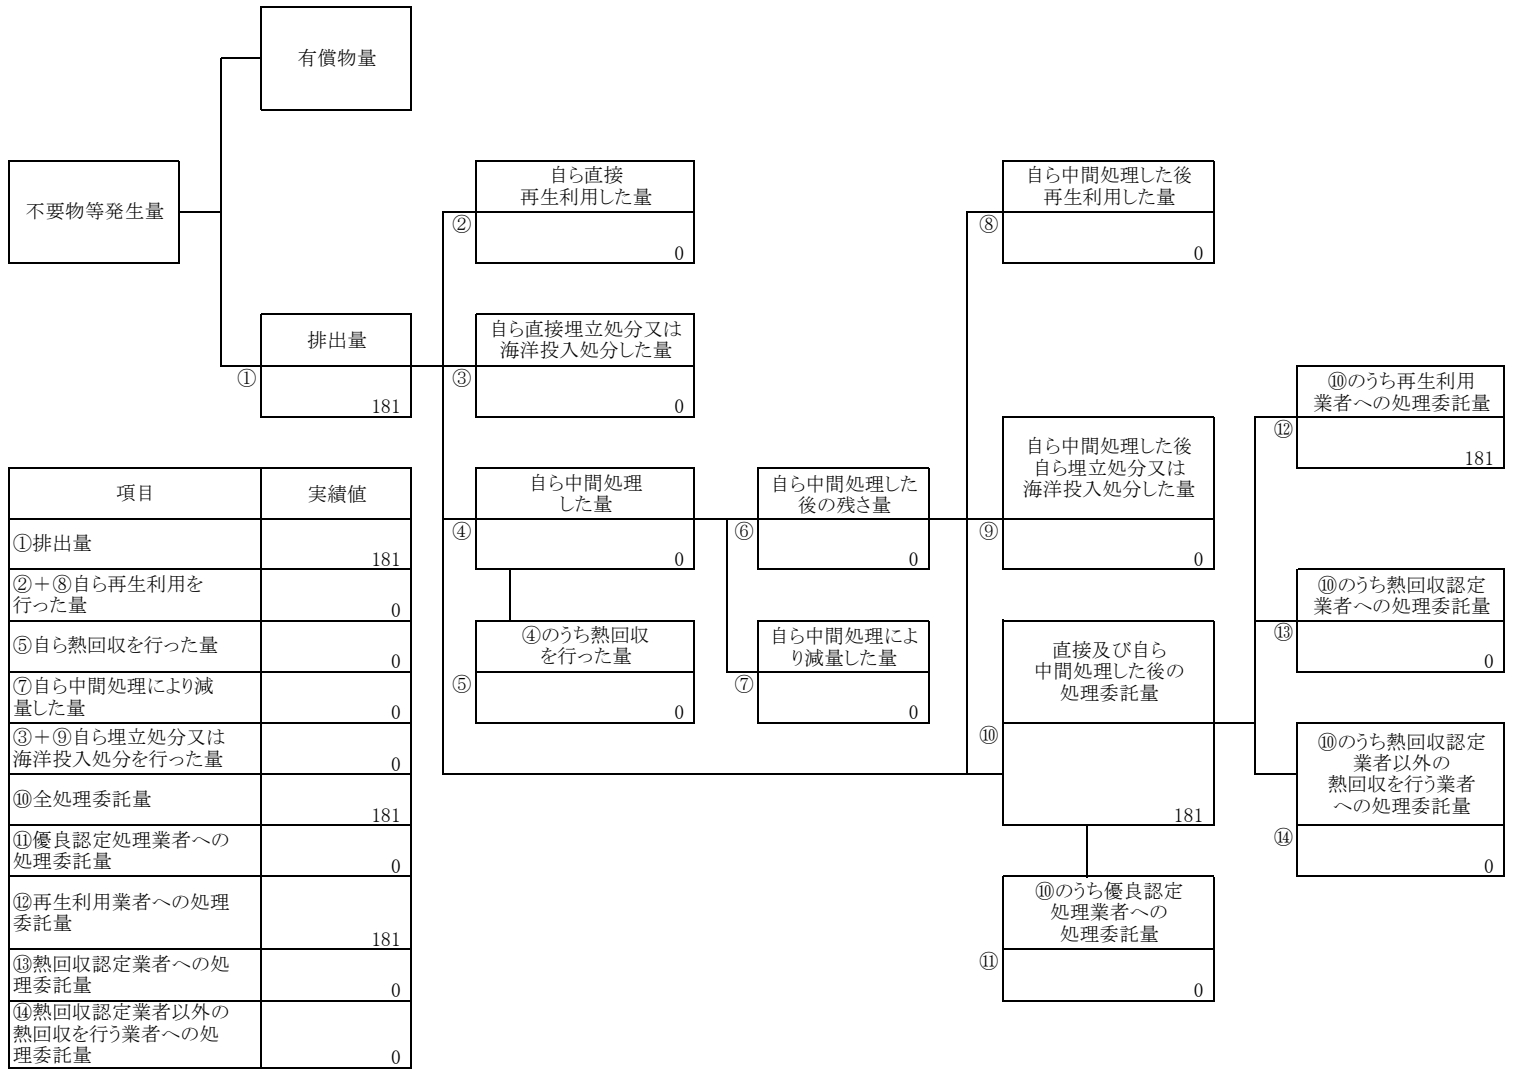 有償物量
不要物等発生量
自ら直接
再生利用した量
②
0
自ら中間処理した後
再生利用した量
⑧
0
排出量
①
181
自ら直接埋立処分又は
海洋投入処分した量
③
0
⑩のうち再生利用
業者への処理委託量
⑫
181
自ら中間処理
した量
④
0
自ら中間処理した
後の残さ量
⑥
0
自ら中間処理した後
自ら埋立処分又は
海洋投入処分した量
⑨
0
④のうち熱回収
を行った量
⑤
0
自ら中間処理によ
り減量した量
⑦
0
直接及び自ら
中間処理した後の
処理委託量
⑩
181
⑩のうち熱回収認定
業者への処理委託量
⑬
0
⑩のうち熱回収認定
業者以外の
熱回収を行う業者
への処理委託量
⑭
0
⑩のうち優良認定
処理業者への
処理委託量
⑪
0
項目
実績値
①排出量
181
②＋⑧自ら再生利用を
行った量
0
⑤自ら熱回収を行った量
0
⑦自ら中間処理により減
量した量
0
③＋⑨自ら埋立処分又は
海洋投入処分を行った量
0
⑩全処理委託量
181
⑪優良認定処理業者への
処理委託量
0
⑫再生利用業者への処理
委託量
181
⑬熱回収認定業者への処
理委託量
0
⑭熱回収認定業者以外の
熱回収を行う業者への処
理委託量
0